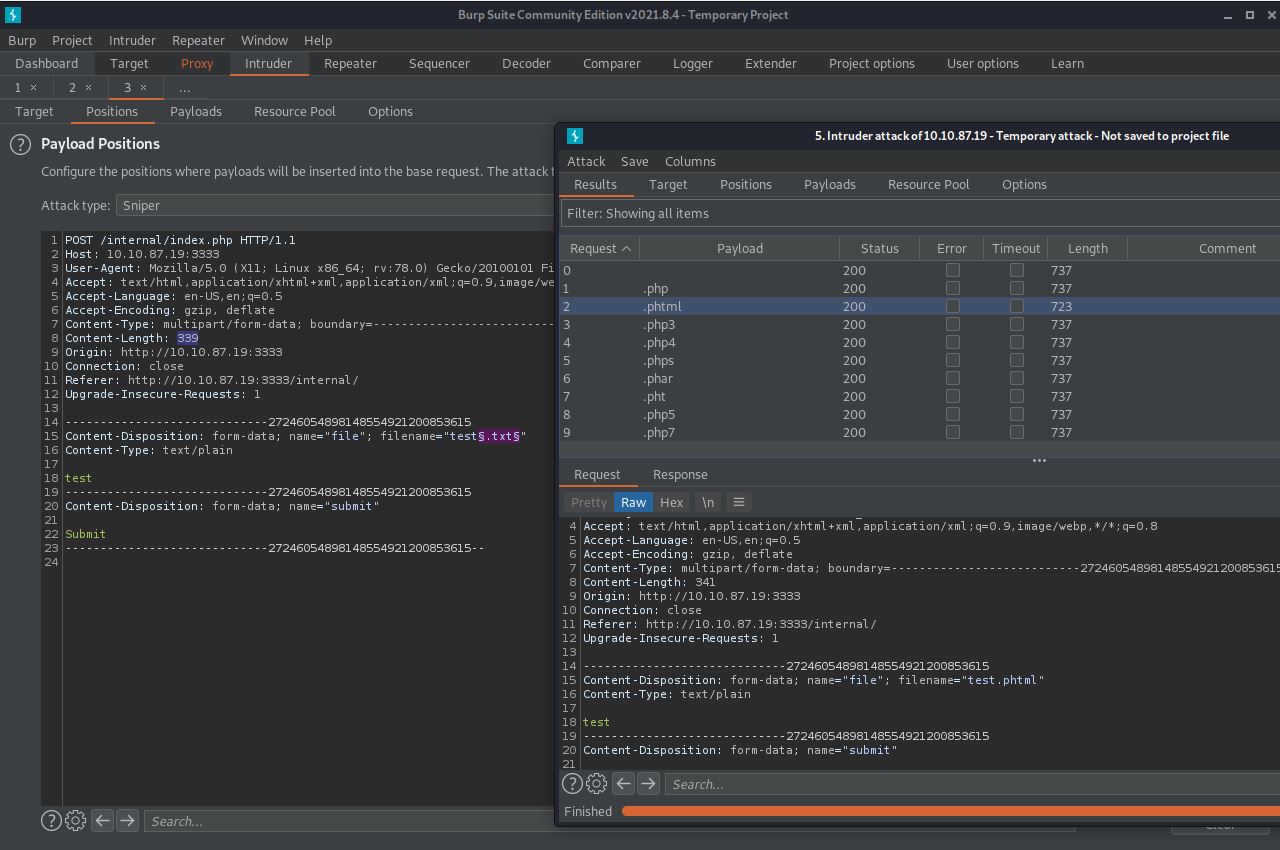 Burp Suite Community Edition v2021.8.4 - Temporary Project
Burp Project Intruder Repeater Window Help
Dashboard Target Proxy Intruder Repeater Sequencer Decoder Comparer Logger Extender Project options User options Learn
1 × 2 × 3 × ...
Target Positions Payloads Resource Pool Options
? Payload Positions
Configure the positions where payloads will be inserted into the base request. The attack t
Attack type: Sniper
1 POST /internal/index.php HTTP/1.1
2 Host: 10.10.87.19:3333
3 User-Agent: Mozilla/5.0 (X11; Linux x86_64; rv:78.0) Gecko/20100101 Fi
4 Accept: text/html,application/xhtml+xml,application/xml;q=0.9,image/we
5 Accept-Language: en-US,en;q=0.5
6 Accept-Encoding: gzip, deflate
7 Content-Type: multipart/form-data; boundary=---------------------------
8 Content-Length: 339
9 Origin: http://10.10.87.19:3333
10 Connection: close
11 Referer: http://10.10.87.19:3333/internal/
12 Upgrade-Insecure-Requests: 1
13
14 -----------------------------27246054898148554921200853615
15 Content-Disposition: form-data; name="file"; filename="test§.txt§"
16 Content-Type: text/plain
17
18 test
19 -----------------------------27246054898148554921200853615
20 Content-Disposition: form-data; name="submit"
21
22 Submit
23 -----------------------------27246054898148554921200853615--
24
? Search...
Clear
5. Intruder attack of 10.10.87.19 - Temporary attack - Not saved to project file
Attack Save Columns
Results Target Positions Payloads Resource Pool Options
Filter: Showing all items
Request Payload Status Error Timeout Length Comment
0 200 737
1 .php 200 737
2 .phtml 200 723
3 .php3 200 737
4 .php4 200 737
5 .phps 200 737
6 .phar 200 737
7 .pht 200 737
8 .php5 200 737
9 .php7 200 737
Request Response
Pretty Raw Hex \n
4 Accept: text/html,application/xhtml+xml,application/xml;q=0.9,image/webp,*/*;q=0.8
5 Accept-Language: en-US,en;q=0.5
6 Accept-Encoding: gzip, deflate
7 Content-Type: multipart/form-data; boundary=---------------------------27246054898148554921200853615
8 Content-Length: 341
9 Origin: http://10.10.87.19:3333
10 Connection: close
11 Referer: http://10.10.87.19:3333/internal/
12 Upgrade-Insecure-Requests: 1
13
14 -----------------------------27246054898148554921200853615
15 Content-Disposition: form-data; name="file"; filename="test.phtml"
16 Content-Type: text/plain
17
18 test
19 -----------------------------27246054898148554921200853615
20 Content-Disposition: form-data; name="submit"
21
? Search...
Finished